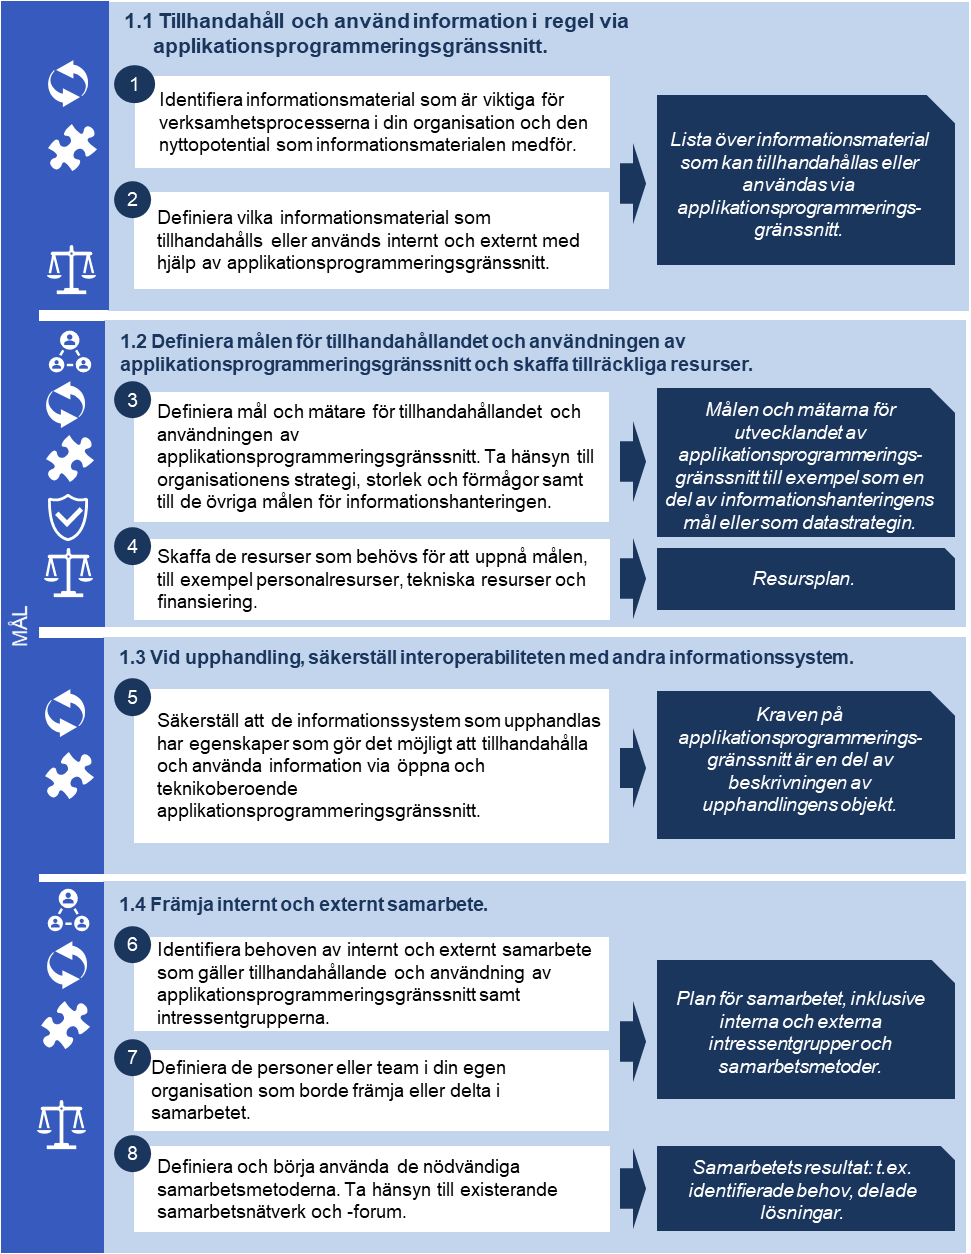 1.1 Tillhandahåll och använd information i regel via
applikationsprogrammeringsgränssnitt.
1
Identifiera informationsmaterial som är viktiga för
verksamhetsprocesserna i din organisation och den
nyttopotential som informationsmaterialen medför.
2
Definiera vilka informationsmaterial som
tillhandahålls eller används internt och externt med
hjälp av applikationsprogrammeringsgränssnitt.
Lista över informationsmaterial
som kan tillhandahållas eller
användas via
applikationsprogrammerings-
gränssnitt.
1.2 Definiera målen för tillhandahållandet och användningen av
applikationsprogrammeringsgränssnitt och skaffa tillräckliga resurser.
3
Definiera mål och mätare för tillhandahållandet och
användningen av
applikationsprogrammeringsgränssnitt. Ta hänsyn till
organisationens strategi, storlek och förmågor samt
till de övriga målen för informationshanteringen.
Målen och mätarna för
utvecklandet av
applikationsprogrammerings-
gränssnitt till exempel som en
del av informationshanteringens
mål eller som datastrategin.
4
Skaffa de resurser som behövs för att uppnå målen,
till exempel personalresurser, tekniska resurser och
finansiering.
Resursplan.
MÅL
1.3 Vid upphandling, säkerställ interoperabiliteten med andra informationssystem.
5
Säkerställ att de informationssystem som upphandlas
har egenskaper som gör det möjligt att tillhandahålla
och använda information via öppna och
teknikoberoende
applikationsprogrammeringsgränssnitt.
Kraven på
applikationsprogrammerings-
gränssnitt är en del av
beskrivningen av
upphandlingens objekt.
1.4 Främja internt och externt samarbete.
6
Identifiera behoven av internt och externt samarbete
som gäller tillhandahållande och användning av
applikationsprogrammeringsgränssnitt samt
intressentgrupperna.
7
Definiera de personer eller team i din egen
organisation som borde främja eller delta i
samarbetet.
Plan för samarbetet, inklusive
interna och externa
intressentgrupper och
samarbetsmetoder.
8
Definiera och börja använda de nödvändiga
samarbetsmetoderna. Ta hänsyn till existerande
samarbetsnätverk och -forum.
Samarbetets resultat: t.ex.
identifierade behov, delade
lösningar.